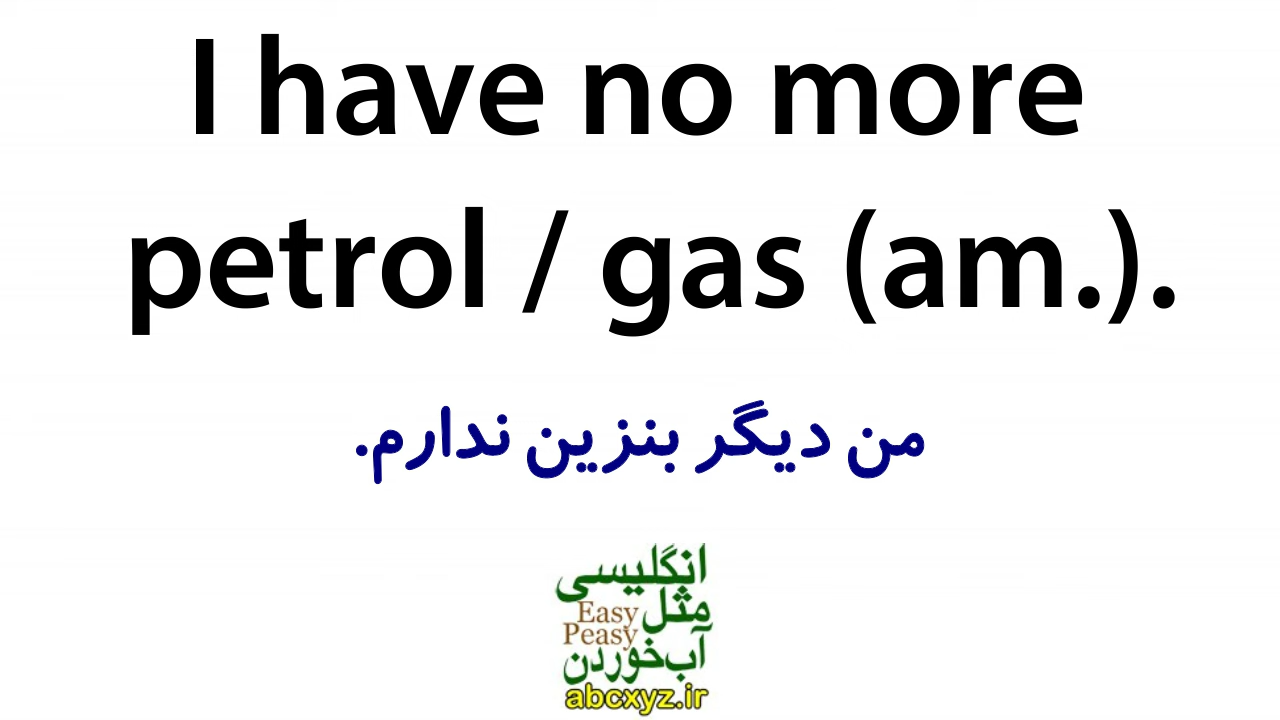 I have no more
petrol / gas (am.).
من دیگر بنزین ندارم.
انگلیسی
مثل
Easy
Peasy
آب‌خوردن
abcxyz.ir